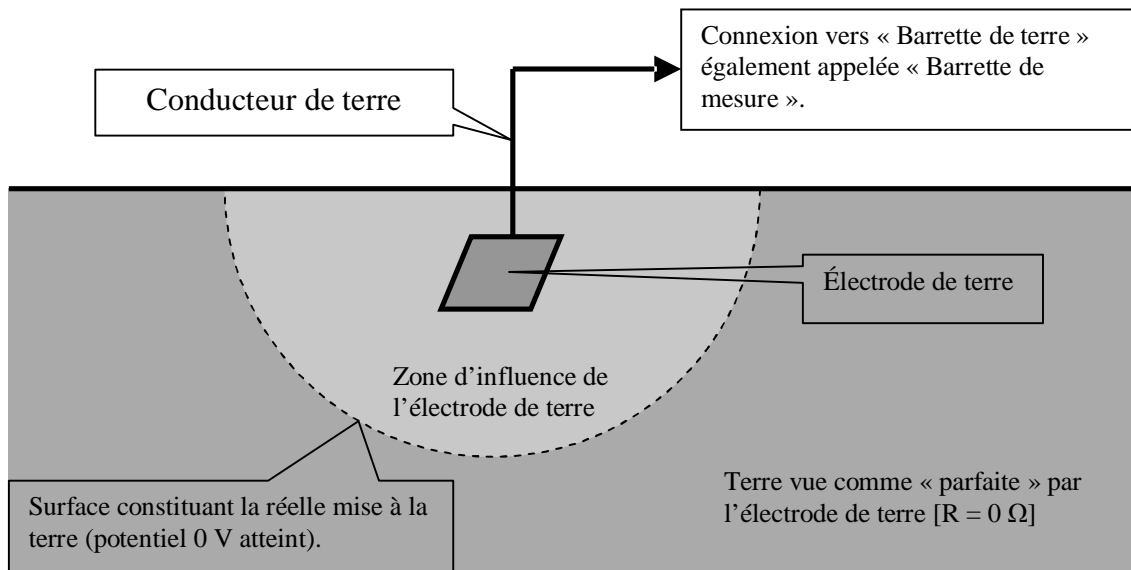 Connexion vers « Barrette de terre »
également appelée « Barrette de
mesure ».
Conducteur de terre
Électrode de terre
Zone d’influence de
l’électrode de terre
Surface constituant la réelle mise à la
terre (potentiel 0 V atteint).
Terre vue comme « parfaite » par
l’électrode de terre [R = 0 Ω]